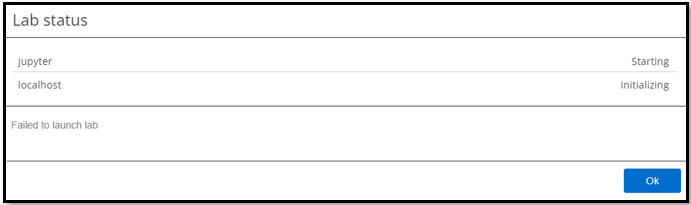 Lab status
jupyter Starting
localhost Initializing
Failed to launch lab
Ok